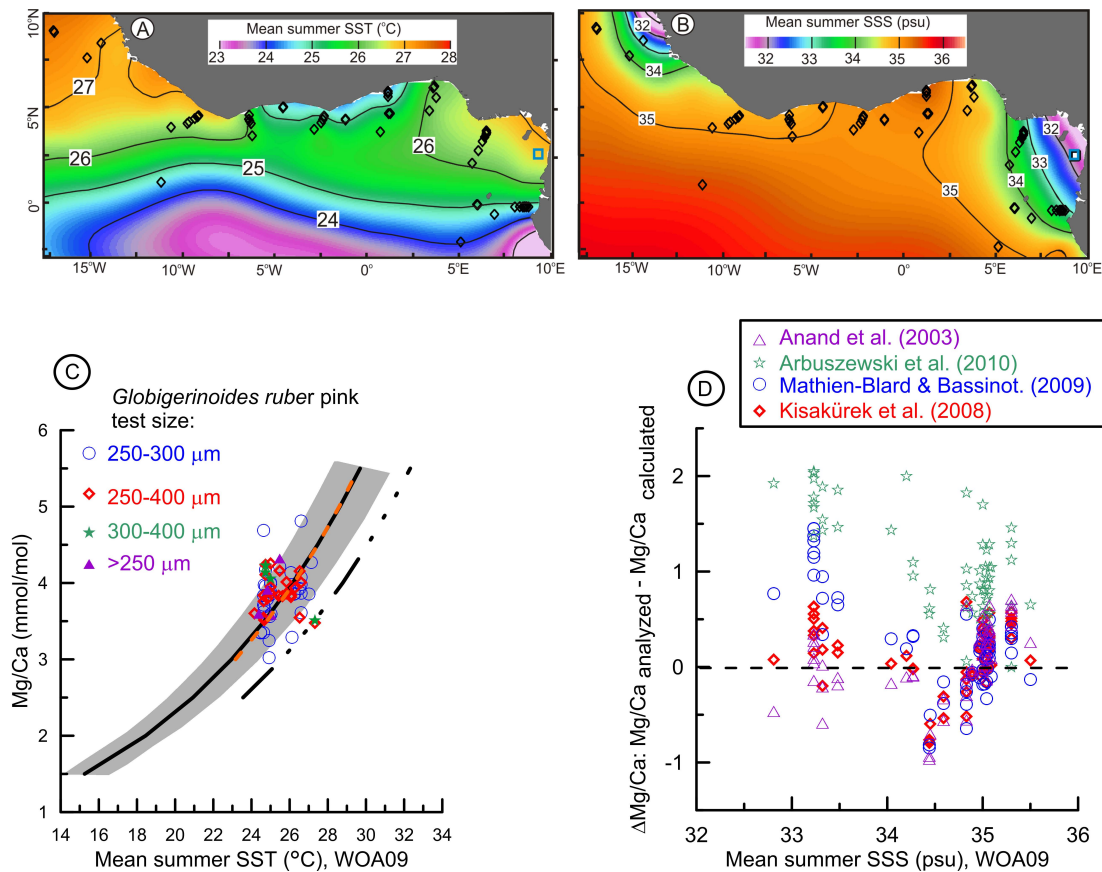 A
Mean summer SST (°C)
23 24 25 26 27 28
10°N
5°N
0°
27
26
25
24
26
15°W 10°W 5°W 0° 5°E 10°E
B
Mean summer SSS (psu)
32 33 34 35 36
32
34
35
35
34
33
32
15°W 10°W 5°W 0° 5°E 10°E
C
Globigerinoides ruber pink
test size:
250-300 μm
250-400 μm
300-400 μm
>250 μm
Mg/Ca (mmol/mol)
6
5
4
3
2
1
14 16 18 20 22 24 26 28 30 32 34
Mean summer SST (°C), WOA09
D
Anand et al. (2003)
Arbuszewski et al. (2010)
Mathien-Blard & Bassinot. (2009)
Kisakürek et al. (2008)
ΔMg/Ca: Mg/Ca analyzed - Mg/Ca calculated
2
1
0
-1
32 33 34 35 36
Mean summer SSS (psu), WOA09